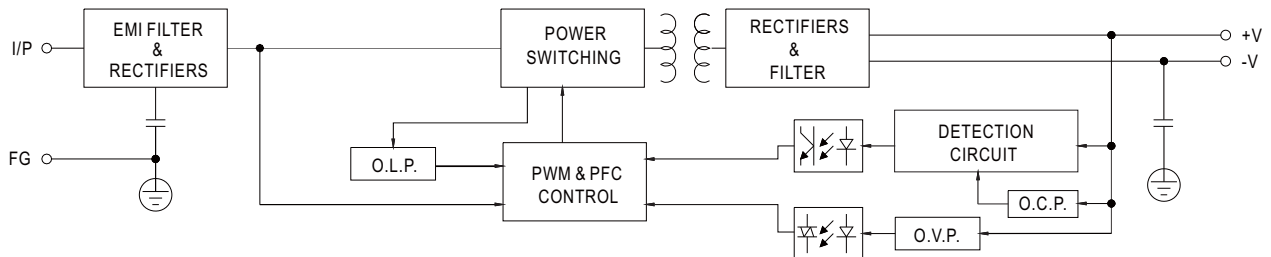 I/P
EMI FILTER
&
RECTIFIERS
POWER
SWITCHING
RECTIFIERS
&
FILTER
+V
-V
FG
O.L.P.
PWM & PFC
CONTROL
DETECTION
CIRCUIT
O.C.P.
O.V.P.